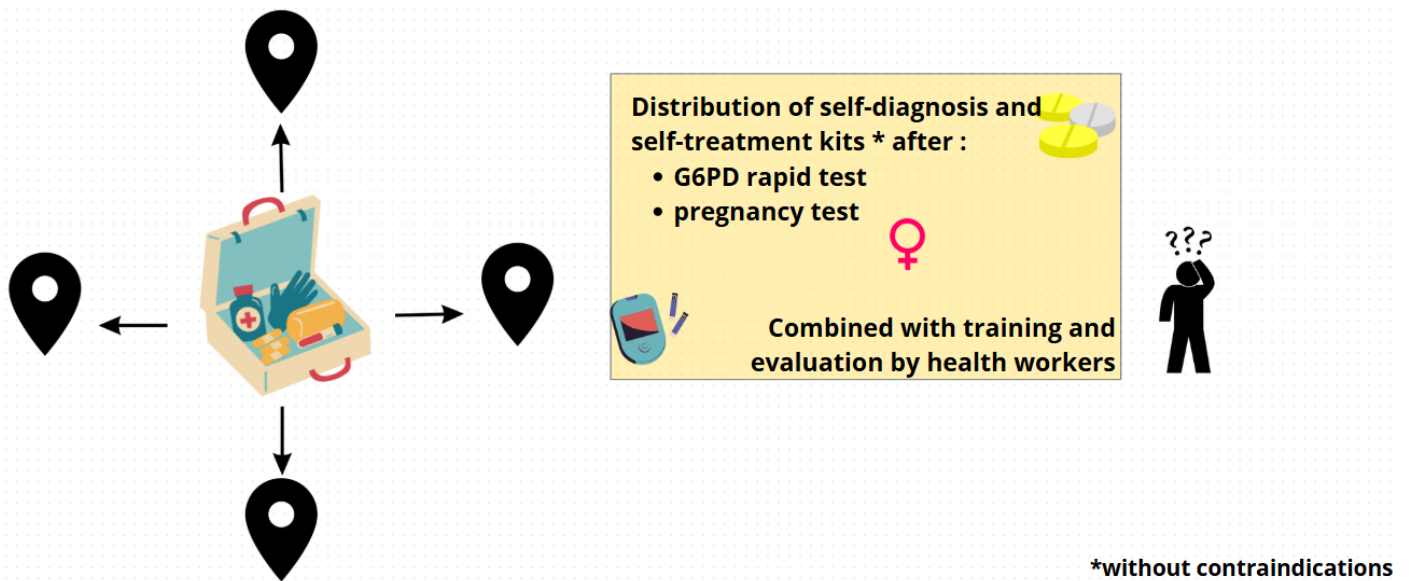 Distribution of self-diagnosis and
self-treatment kits * after :
• G6PD rapid test
• pregnancy test
Combined with training and
evaluation by health workers
???
*without contraindications